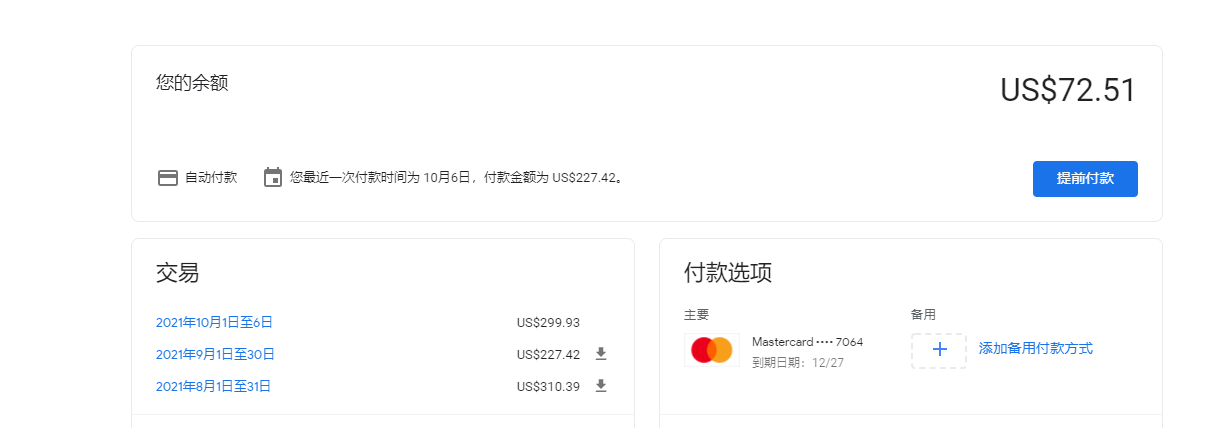 您的余额
US$72.51
自动付款
您最近一次付款时间为 10月6日，付款金额为 US$227.42。
提前付款
交易
2021年10月1日至6日 US$299.93
2021年9月1日至30日 US$227.42
2021年8月1日至31日 US$310.39
付款选项
主要
Mastercard •••• 7064
到期日期：12/27
备用
添加备用付款方式